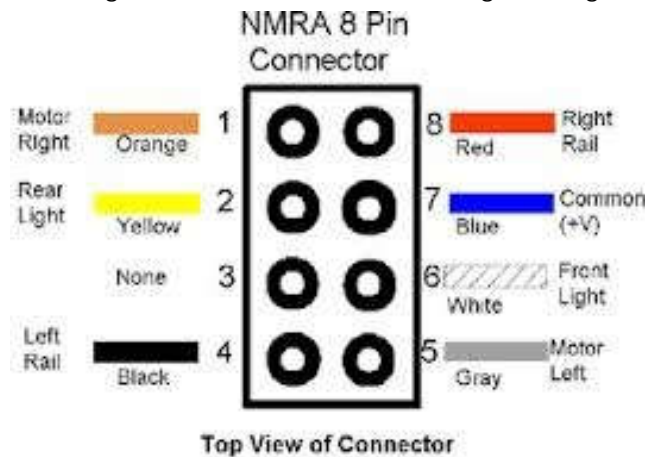 NMRA 8 Pin
Connector
Motor
Right
Orange
1
8
Red
Right
Rail
Rear
Light
Yellow
2
7
Blue
Common
(+V)
None
3
6
White
Front
Light
Left
Rail
Black
4
5
Gray
Motor
Left
Top View of Connector